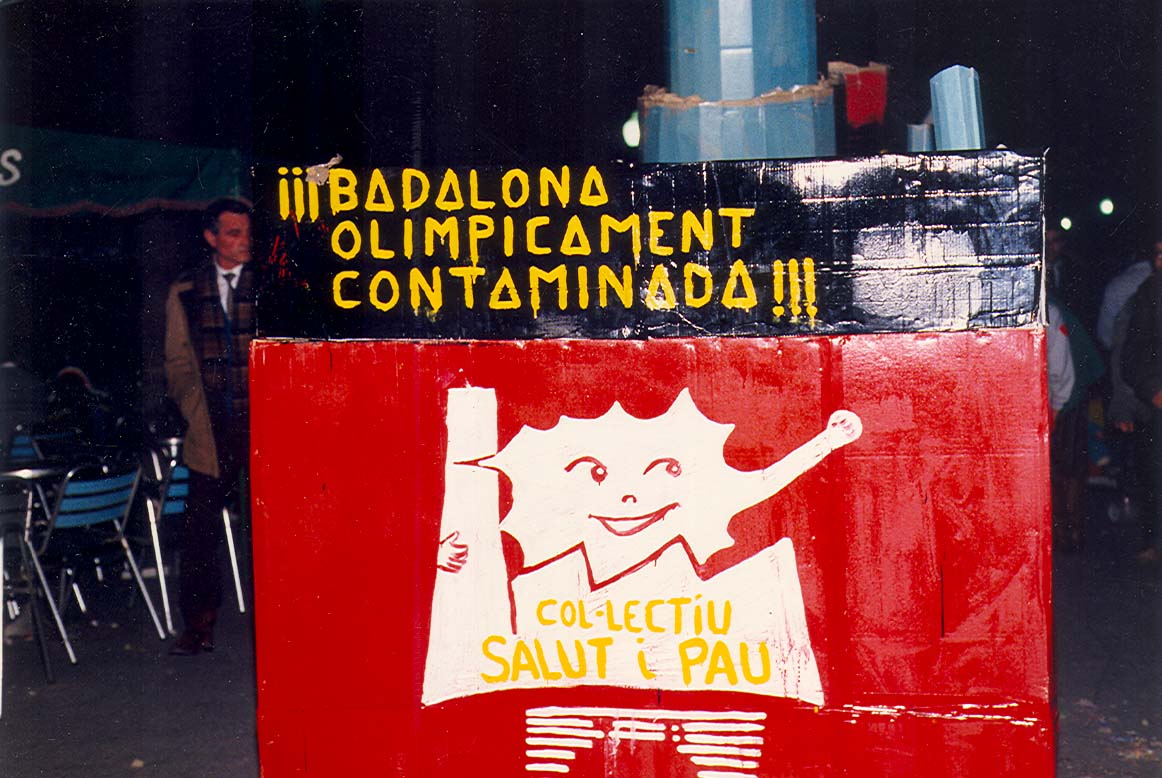 S
¡¡¡BADALONA
OLIMPICAMENT
CONTAMINADA!!!
COL·LECTiU
SALUT i PAU